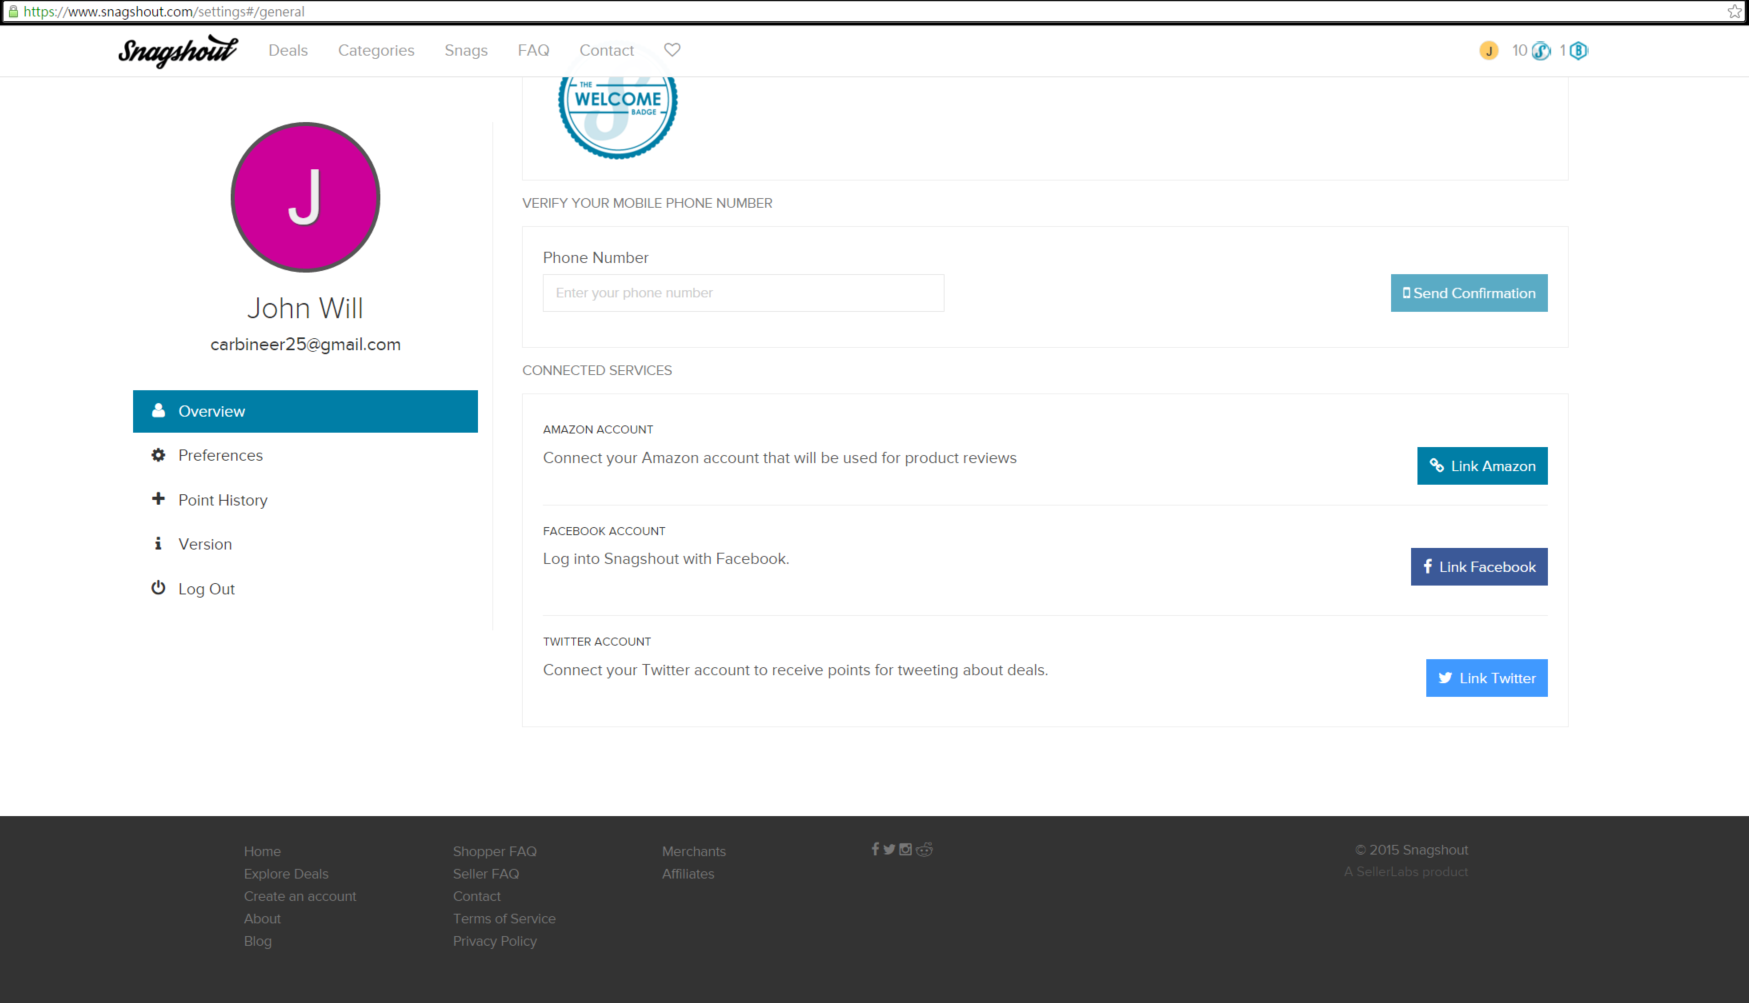 https://www.snagshout.com/settings#/general
Snagshout Deals Categories Snags FAQ Contact J 10 S 1 B
THE
WELCOME
BADGE
J
John Will
carbineer25@gmail.com
Overview
Preferences
Point History
Version
Log Out
VERIFY YOUR MOBILE PHONE NUMBER
Phone Number
Enter your phone number
Send Confirmation
CONNECTED SERVICES
AMAZON ACCOUNT
Connect your Amazon account that will be used for product reviews
Link Amazon
FACEBOOK ACCOUNT
Log into Snagshout with Facebook.
Link Facebook
TWITTER ACCOUNT
Connect your Twitter account to receive points for tweeting about deals.
Link Twitter
Home
Explore Deals
Create an account
About
Blog
Shopper FAQ
Seller FAQ
Contact
Terms of Service
Privacy Policy
Merchants
Affiliates
© 2015 Snagshout
A SellerLabs product